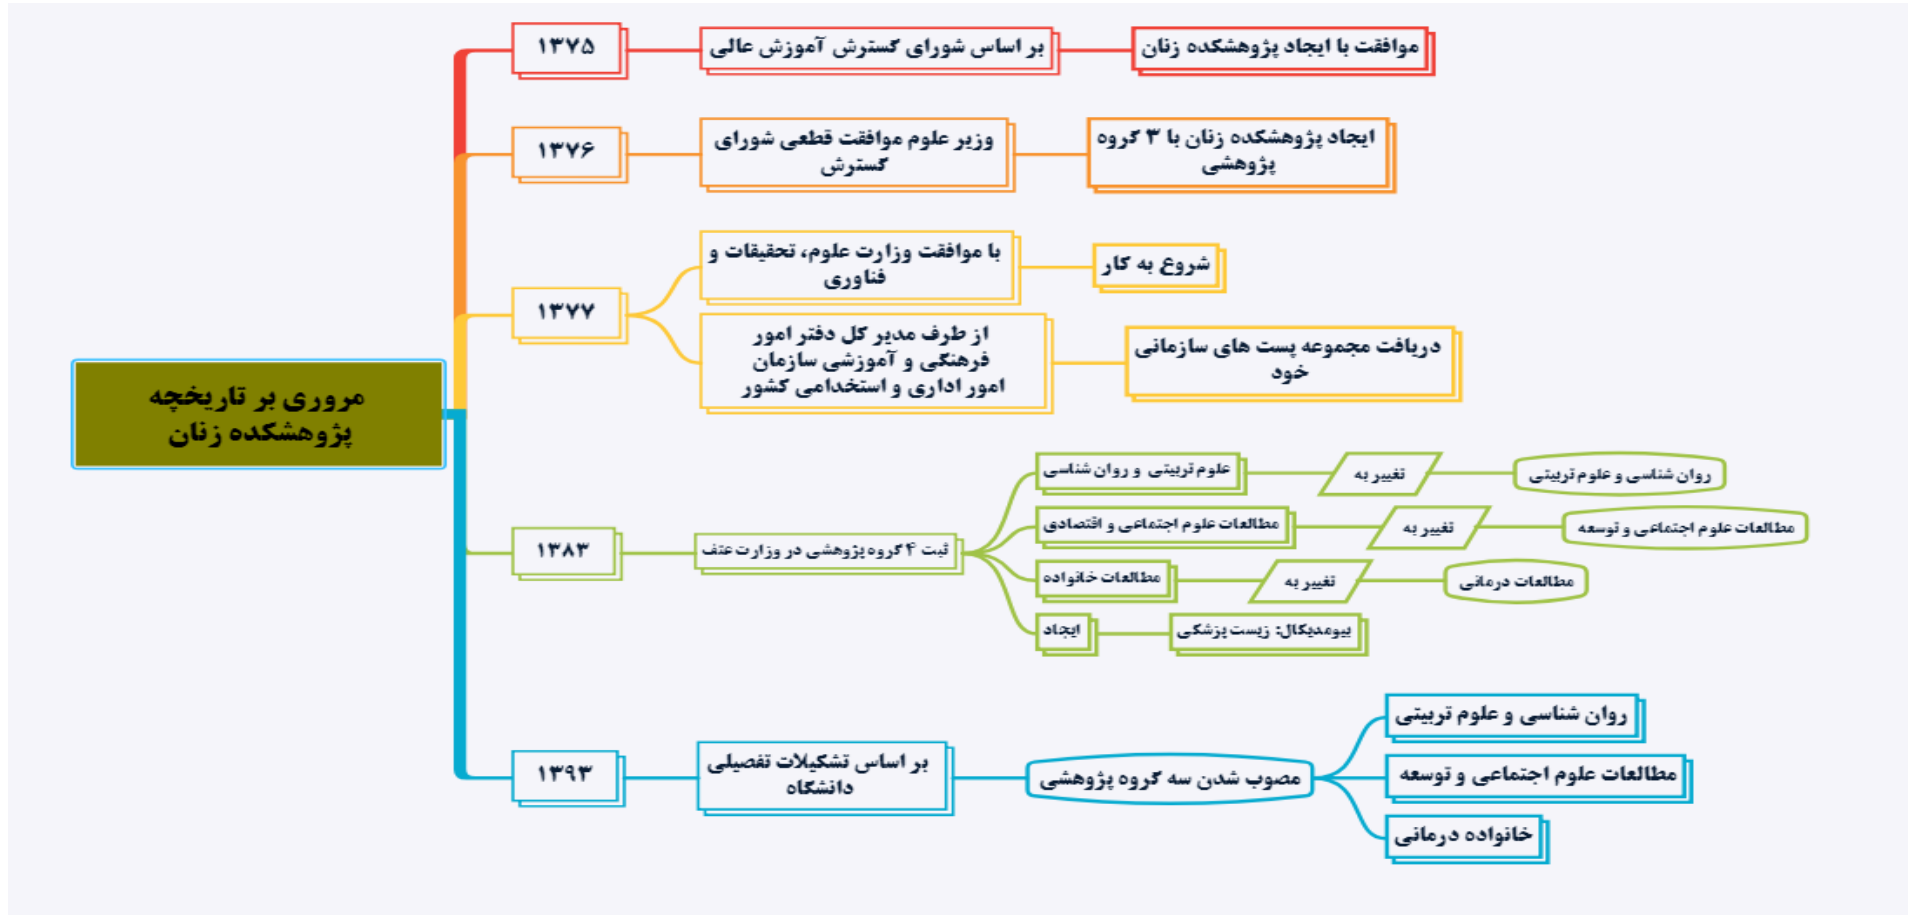 مروری بر تاریخچه
پژوهشکده زنان
۱۳۷۵
بر اساس شورای گسترش آموزش عالی
موافقت با ایجاد پژوهشکده زنان
۱۳۷۶
وزیر علوم موافقت قطعی شورای
گسترش
ایجاد پژوهشکده زنان با ۳ گروه
پژوهشی
۱۳۷۷
با موافقت وزارت علوم، تحقیقات و
فناوری
شروع به کار
از طرف مدیر کل دفتر امور
فرهنگی و آموزشی سازمان
امور اداری و استخدامی کشور
دریافت مجموعه پست های سازمانی
خود
۱۳۸۳
ثبت ۴ گروه پژوهشی در وزارت عتف
علوم تربیتی و روان شناسی
تغییر به
روان شناسی و علوم تربیتی
مطالعات علوم اجتماعی و اقتصادی
تغییر به
مطالعات علوم اجتماعی و توسعه
مطالعات خانواده
تغییر به
مطالعات درمانی
ایجاد
بیومدیکال: زیست پزشکی
۱۳۹۳
بر اساس تشکیلات تفصیلی
دانشگاه
مصوب شدن سه گروه پژوهشی
روان شناسی و علوم تربیتی
مطالعات علوم اجتماعی و توسعه
خانواده درمانی